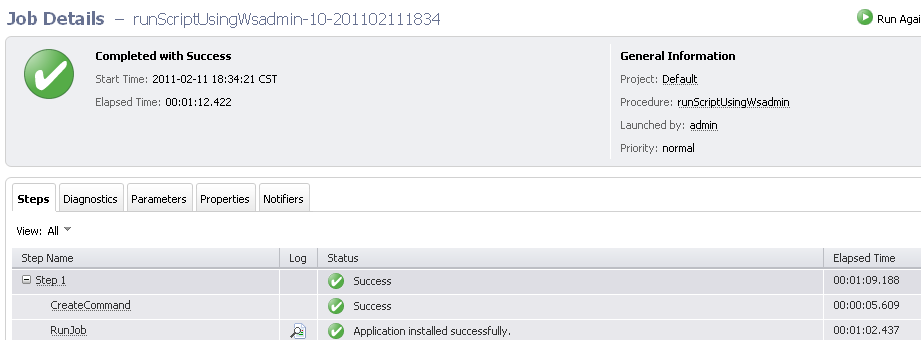 Job Details – runScriptUsingWsadmin-10-201102111834
Run Agai
Completed with Success
Start Time: 2011-02-11 18:34:21 CST
Elapsed Time: 00:01:12.422
General Information
Project: Default
Procedure: runScriptUsingWsadmin
Launched by: admin
Priority: normal
Steps Diagnostics Parameters Properties Notifiers
View: All
Step Name Log Status Elapsed Time
Step 1 Success 00:01:09.188
CreateCommand Success 00:00:05.609
RunJob Application installed successfully. 00:01:02.437